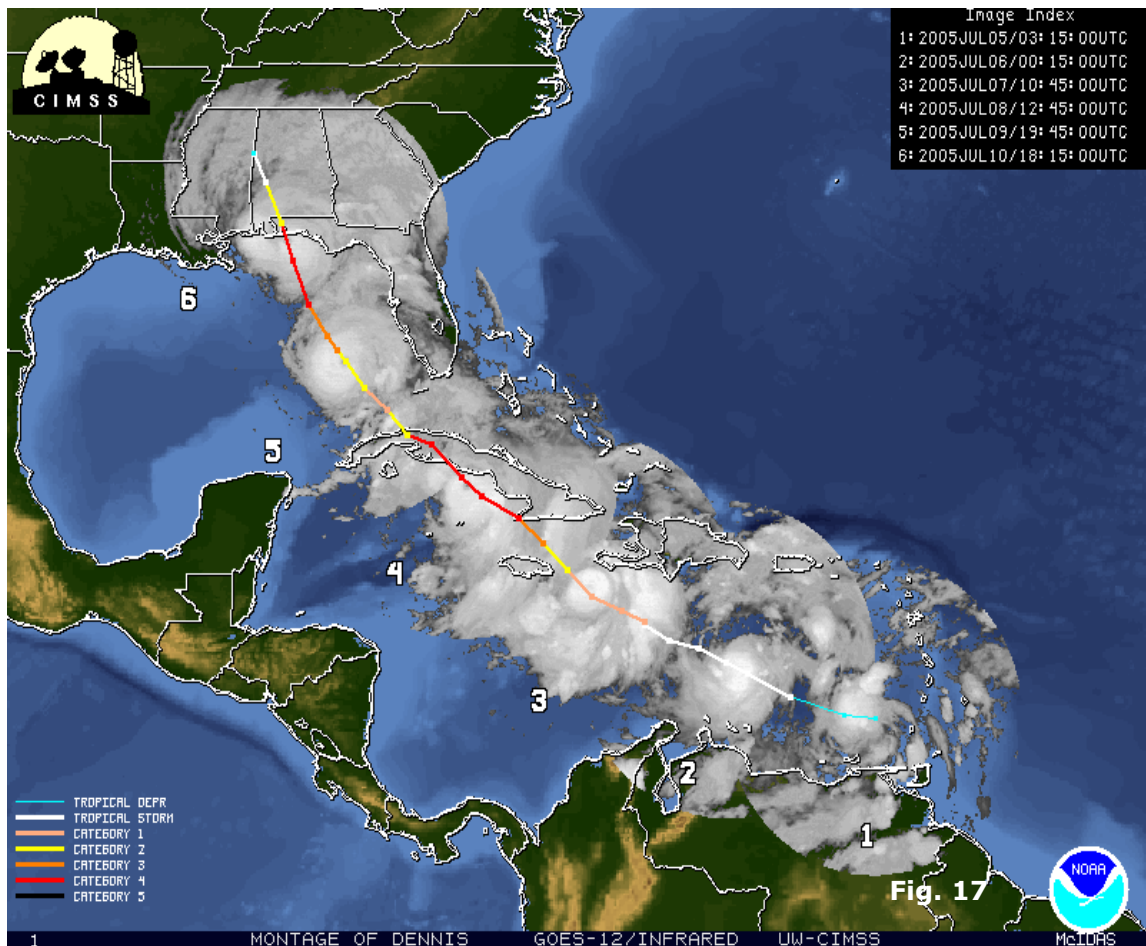 Image Index
1: 2005JUL05/03:15:00UTC
2: 2005JUL06/00:15:00UTC
3: 2005JUL07/10:45:00UTC
4: 2005JUL08/12:45:00UTC
5: 2005JUL09/19:45:00UTC
6: 2005JUL10/18:15:00UTC
CIMSS
6
5
4
3
2
1
TROPICAL DEPR
TROPICAL STORM
CATEGORY 1
CATEGORY 2
CATEGORY 3
CATEGORY 4
CATEGORY 5
Fig. 17
NOAA
1 MONTAGE OF DENNIS GOES-12/INFRARED UW-CIMSS McIDAS